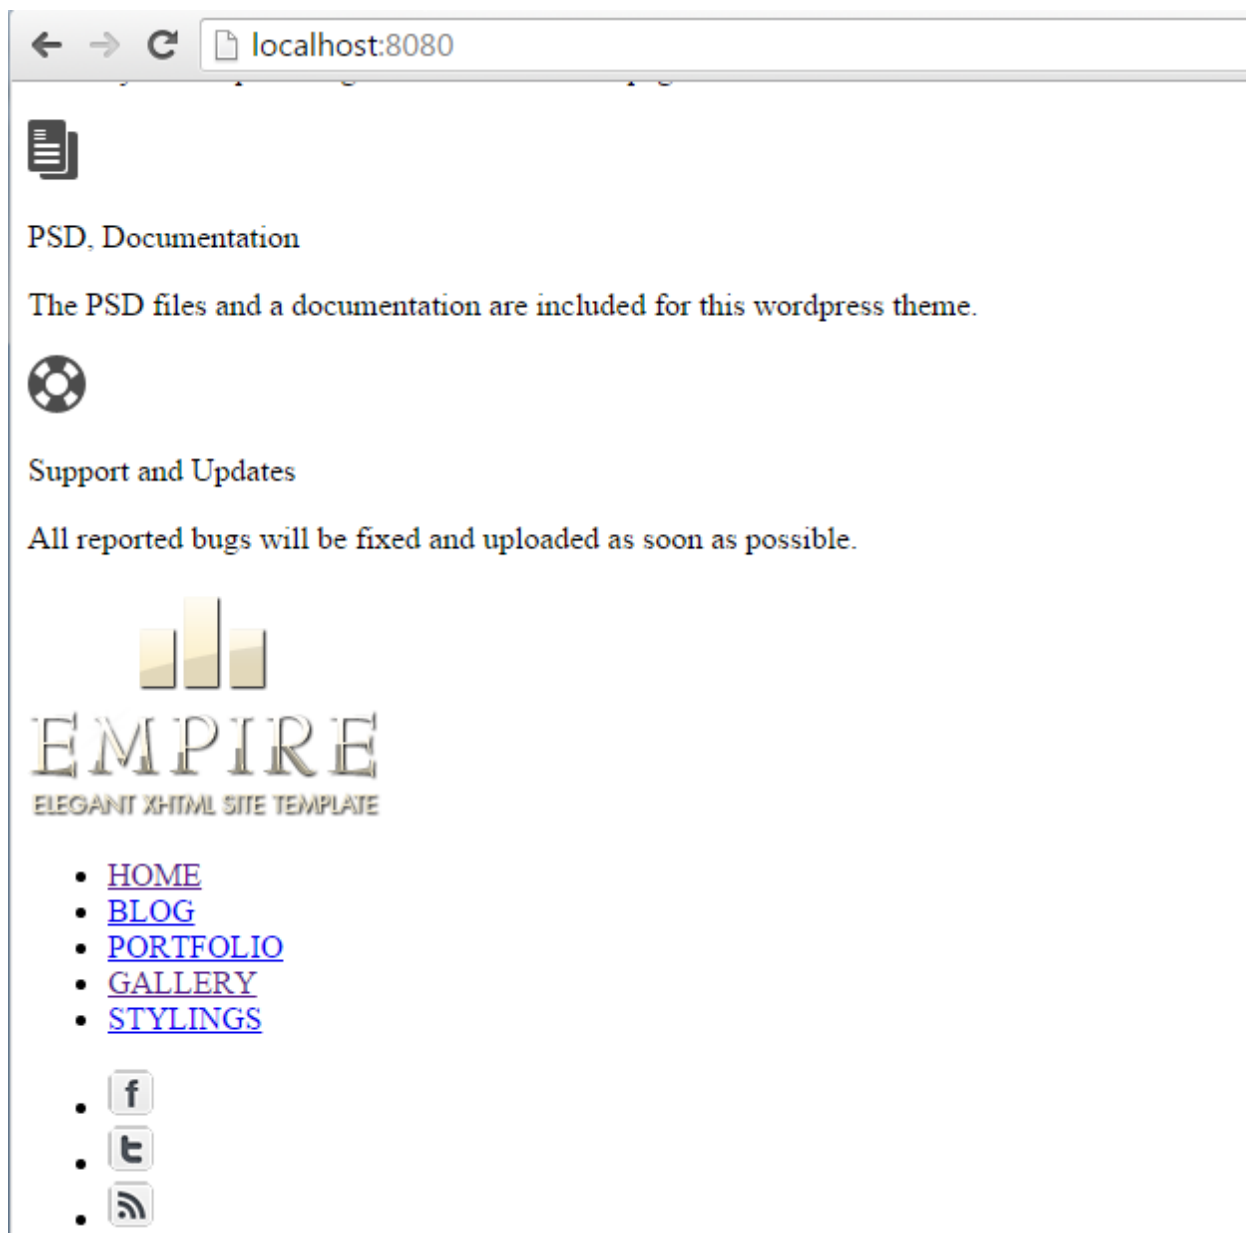 localhost:8080
PSD, Documentation
The PSD files and a documentation are included for this wordpress theme.
Support and Updates
All reported bugs will be fixed and uploaded as soon as possible.
EMPIRE
ELEGANT XHTML SITE TEMPLATE
HOME
BLOG
PORTFOLIO
GALLERY
STYLINGS
f
t